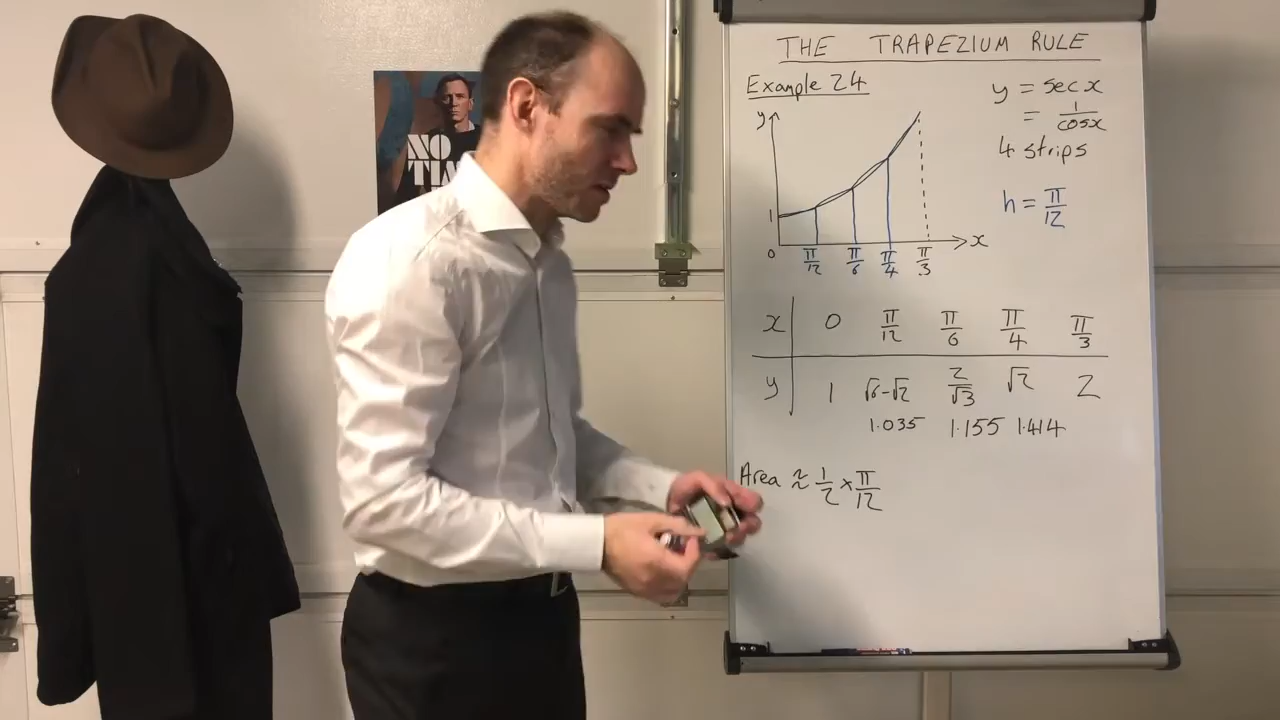 THE TRAPEZIUM RULE
Example 24
y = sec x
= 1/cosx
4 strips
h = π/12
y
1
0 π/12 π/6 π/4 π/3 x
x 0 π/12 π/6 π/4 π/3
y 1 √6-√2 2/√3 √2 2
1.035 1.155 1.414
Area ≈ 1/2 × π/12
NO